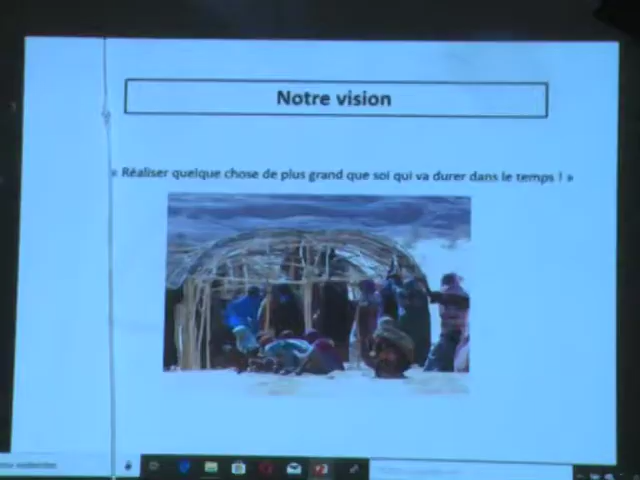 Notre vision
« Réaliser quelque chose de plus grand que soi qui va durer dans le temps ! »